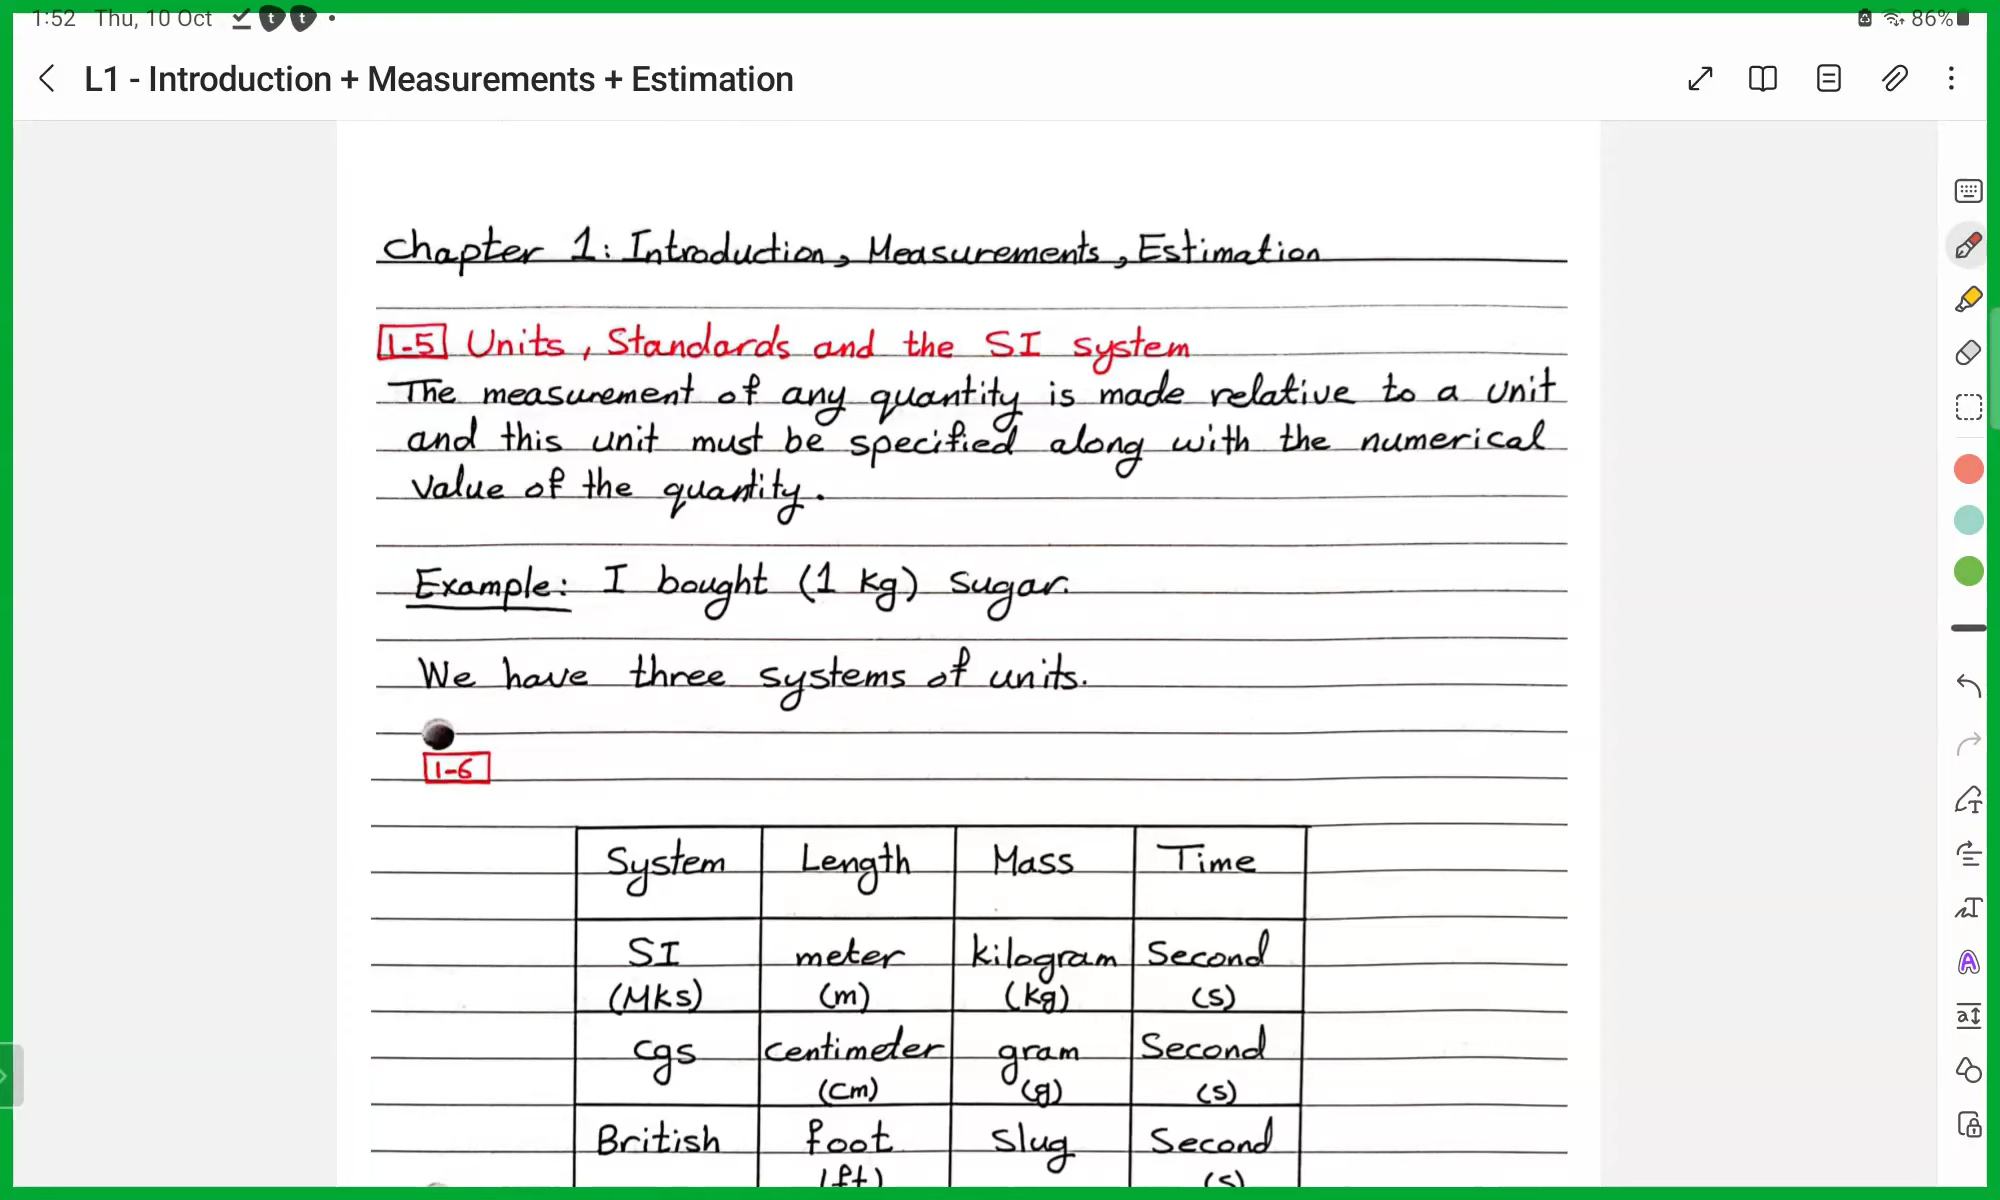 1:52 Thu, 10 Oct t t 86%
L1 - Introduction + Measurements + Estimation
Chapter 1: Introduction, Measurements, Estimation
1-5 Units, Standards and the SI system
The measurement of any quantity is made relative to a unit
and this unit must be specified along with the numerical
value of the quantity.
Example: I bought (1 kg) sugar.
We have three systems of units.
1-6
System Length Mass Time
SI meter kilogram Second
(Mks) (m) (kg) (s)
cgs centimeter gram Second
(cm) (g) (s)
British foot slug Second
(ft) (s)